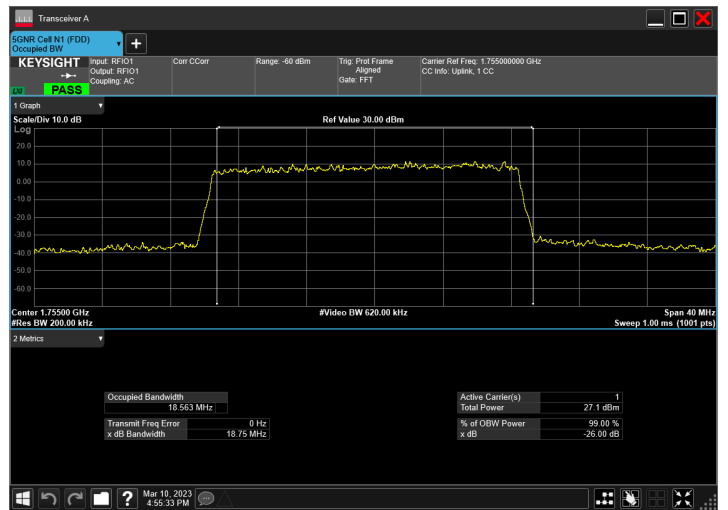 Transceiver A
5GNR Cell N1 (FDD)
Occupied BW
KEYSIGHT
Input: RFIO1
Output: RFIO1
Coupling: AC
Corr CCorr
Range: -60 dBm
Trig: Prot Frame
Aligned
Gate: FFT
Carrier Ref Freq: 1.755000000 GHz
CC Info: Uplink, 1 CC
PASS
1 Graph
Scale/Div 10.0 dB
Ref Value 30.00 dBm
Log
20.0
10.0
0.00
-10.0
-20.0
-30.0
-40.0
-50.0
-60.0
Center 1.75500 GHz
#Video BW 620.00 kHz
Span 40 MHz
#Res BW 200.00 kHz
Sweep 1.00 ms (1001 pts)
2 Metrics
Occupied Bandwidth
18.563 MHz
Transmit Freq Error 0 Hz
x dB Bandwidth 18.75 MHz
Active Carrier(s) 1
Total Power 27.1 dBm
% of OBW Power 99.00 %
x dB -26.00 dB
Mar 10, 2023
4:55:33 PM